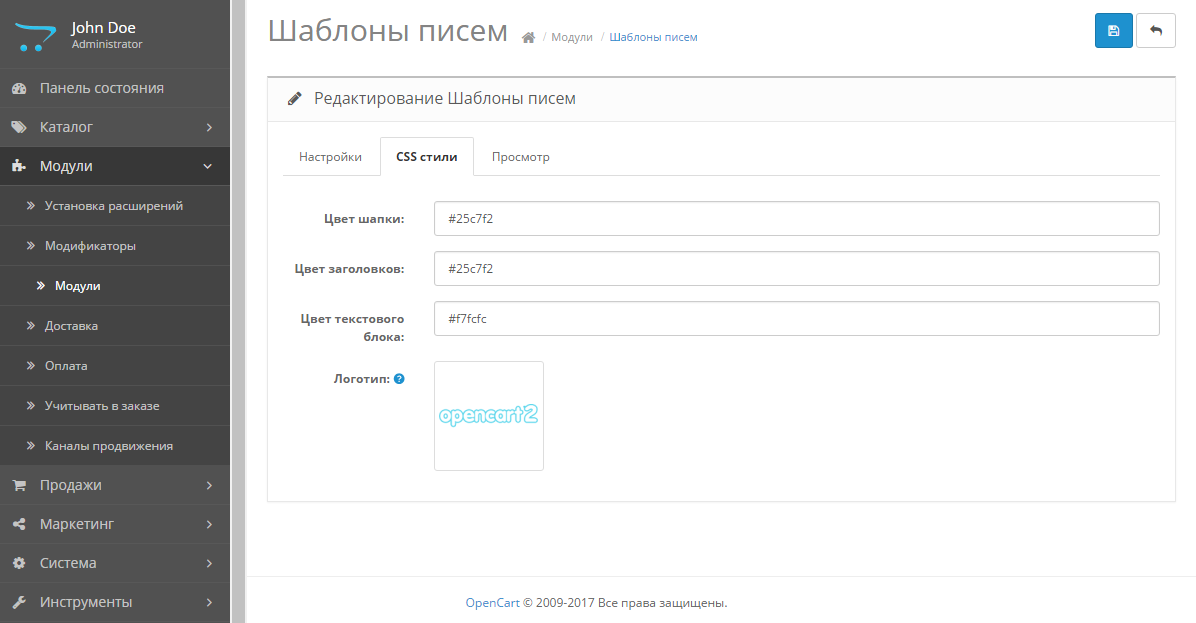 John Doe
Administrator
Панель состояния
Каталог
Модули
Установка расширений
Модификаторы
Модули
Доставка
Оплата
Учитывать в заказе
Каналы продвижения
Продажи
Маркетинг
Система
Инструменты
Шаблоны писем / Модули / Шаблоны писем
Редактирование Шаблоны писем
Настройки CSS стили Просмотр
Цвет шапки: #25c7f2
Цвет заголовков: #25c7f2
Цвет текстового #f7fcfc
блока:
Логотип: ?
opencart2
OpenCart © 2009-2017 Все права защищены.